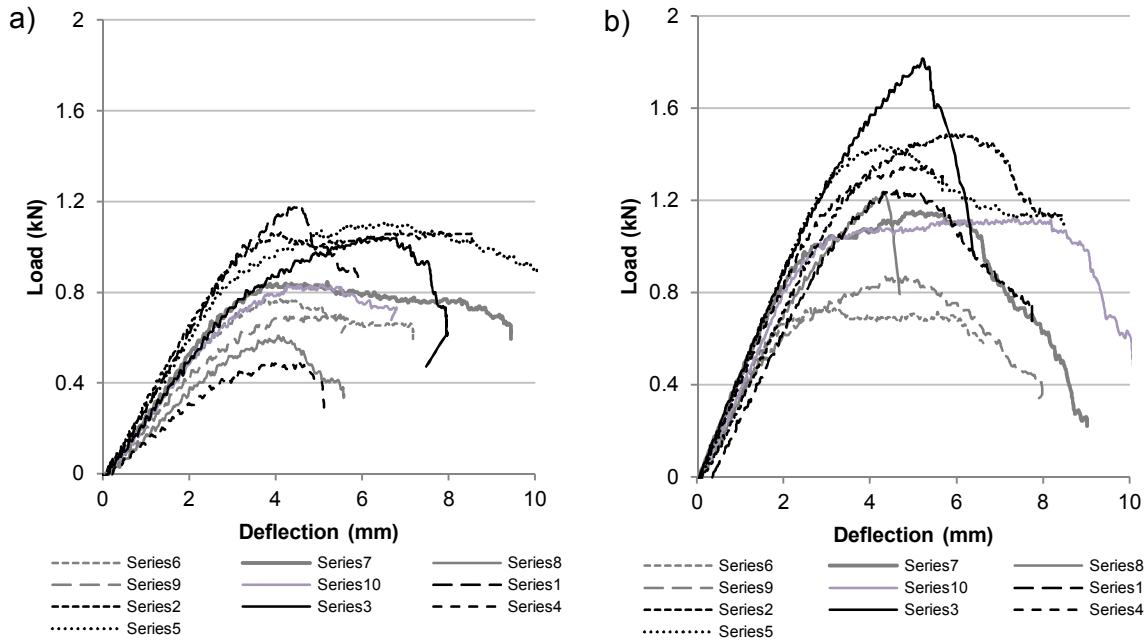 a)
2
1.6
1.2
0.8
0.4
0
Load (kN)
0 2 4 6 8 10
Deflection (mm)
Series6 Series7 Series8
Series9 Series10 Series1
Series2 Series3 Series4
Series5
b)
2
1.6
1.2
0.8
0.4
0
Load (kN)
0 2 4 6 8 10
Deflection (mm)
Series6 Series7 Series8
Series9 Series10 Series1
Series2 Series3 Series4
Series5